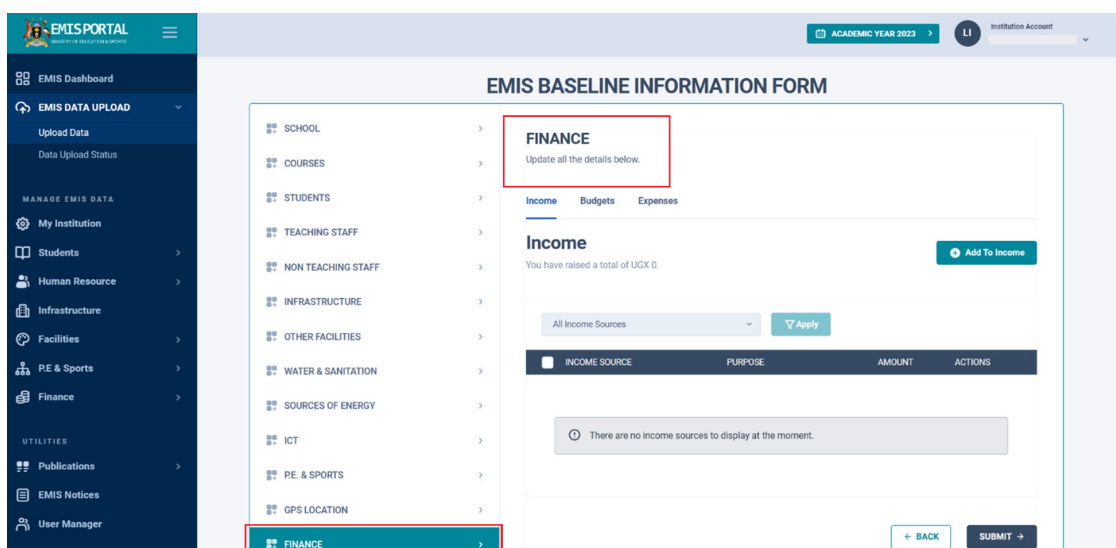 EMIS PORTAL
MINISTRY OF EDUCATION & SPORTS
ACADEMIC YEAR 2023
LI
Institution Account
EMIS Dashboard
EMIS DATA UPLOAD
Upload Data
Data Upload Status
MANAGE EMIS DATA
My Institution
Students
Human Resource
Infrastructure
Facilities
P.E & Sports
Finance
UTILITIES
Publications
EMIS Notices
User Manager
EMIS BASELINE INFORMATION FORM
SCHOOL
COURSES
STUDENTS
TEACHING STAFF
NON TEACHING STAFF
INFRASTRUCTURE
OTHER FACILITIES
WATER & SANITATION
SOURCES OF ENERGY
ICT
P.E. & SPORTS
GPS LOCATION
FINANCE
FINANCE
Update all the details below.
Income Budgets Expenses
Income
You have raised a total of UGX 0.
Add To Income
All Income Sources
Apply
INCOME SOURCE PURPOSE AMOUNT ACTIONS
There are no income sources to display at the moment.
BACK
SUBMIT